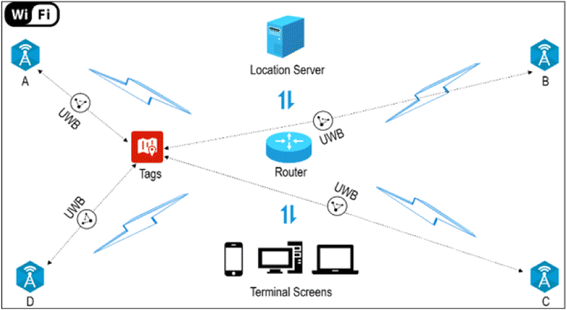 Wi Fi
Location Server
A
B
UWB
UWB
Tags
Router
UWB
UWB
Terminal Screens
D
C